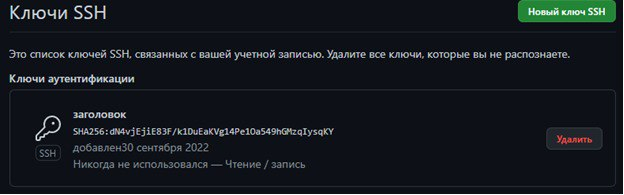 Ключи SSH
Новый ключ SSH
Это список ключей SSH, связанных с вашей учетной записью. Удалите все ключи, которые вы не распознаете.
Ключи аутентификации
заголовок
SHA256:dN4vjEjiE83F/k1DuEaKVg14Pe1Oa549hGMzqIysqKY
SSH
добавлен30 сентября 2022
Никогда не использовался — Чтение / запись
Удалить